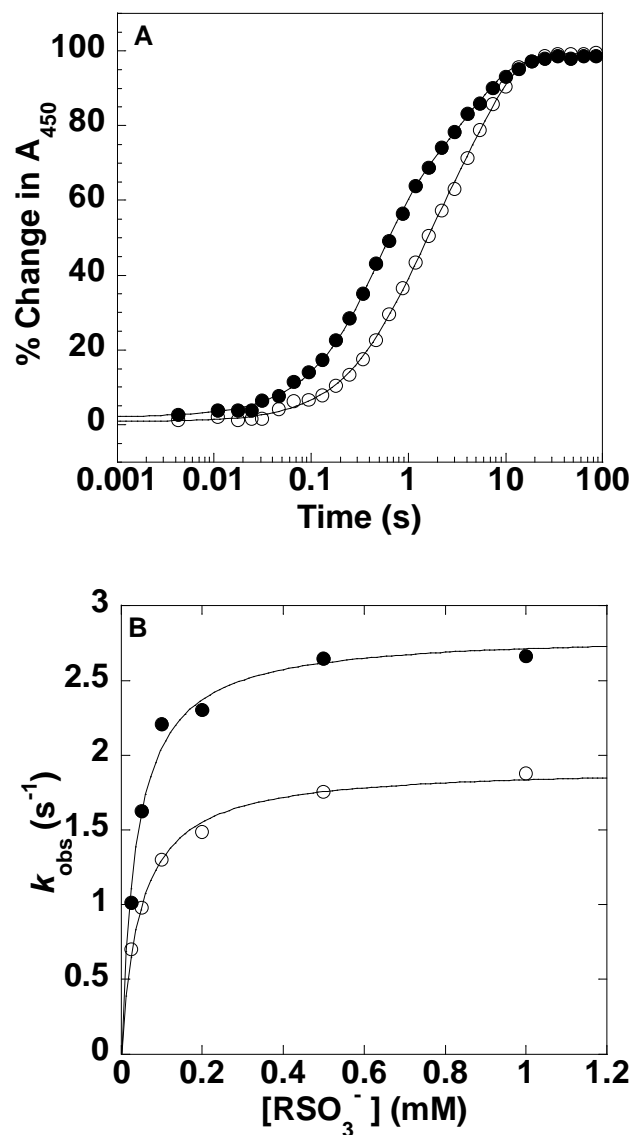 A
100
80
60
40
20
0
% Change in A450
0.001 0.01 0.1 1 10 100
Time (s)
B
3
2.5
2
1.5
1
0.5
0
kobs (s-1)
0 0.2 0.4 0.6 0.8 1 1.2
[RSO3-] (mM)